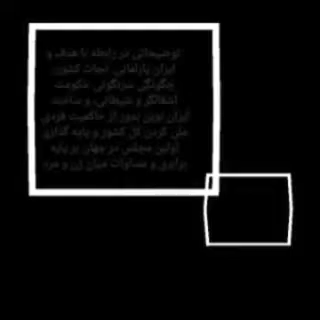 توضیحاتی در رابطه با هدف و
ایران پارلمانی، نجات کشور،
چگونگی سرنگونی حکومت
اشغالگر و شیطانی، و ساخت
ایران نوین بدور از حاکمیت فردی
ملی کردن کل کشور و پایه گذاری
اولین مجلس در جهان بر پایه
برابری و مساوات میان زن و مرد